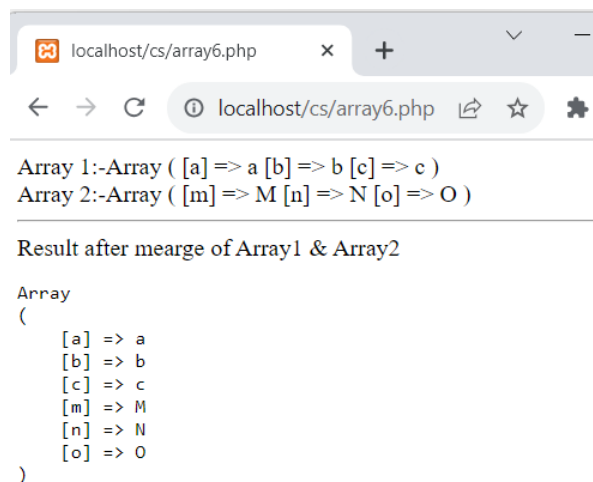 localhost/cs/array6.php
localhost/cs/array6.php
Array 1:-Array ( [a] => a [b] => b [c] => c )
Array 2:-Array ( [m] => M [n] => N [o] => O )
Result after mearge of Array1 & Array2
Array
(
[a] => a
[b] => b
[c] => c
[m] => M
[n] => N
[o] => O
)